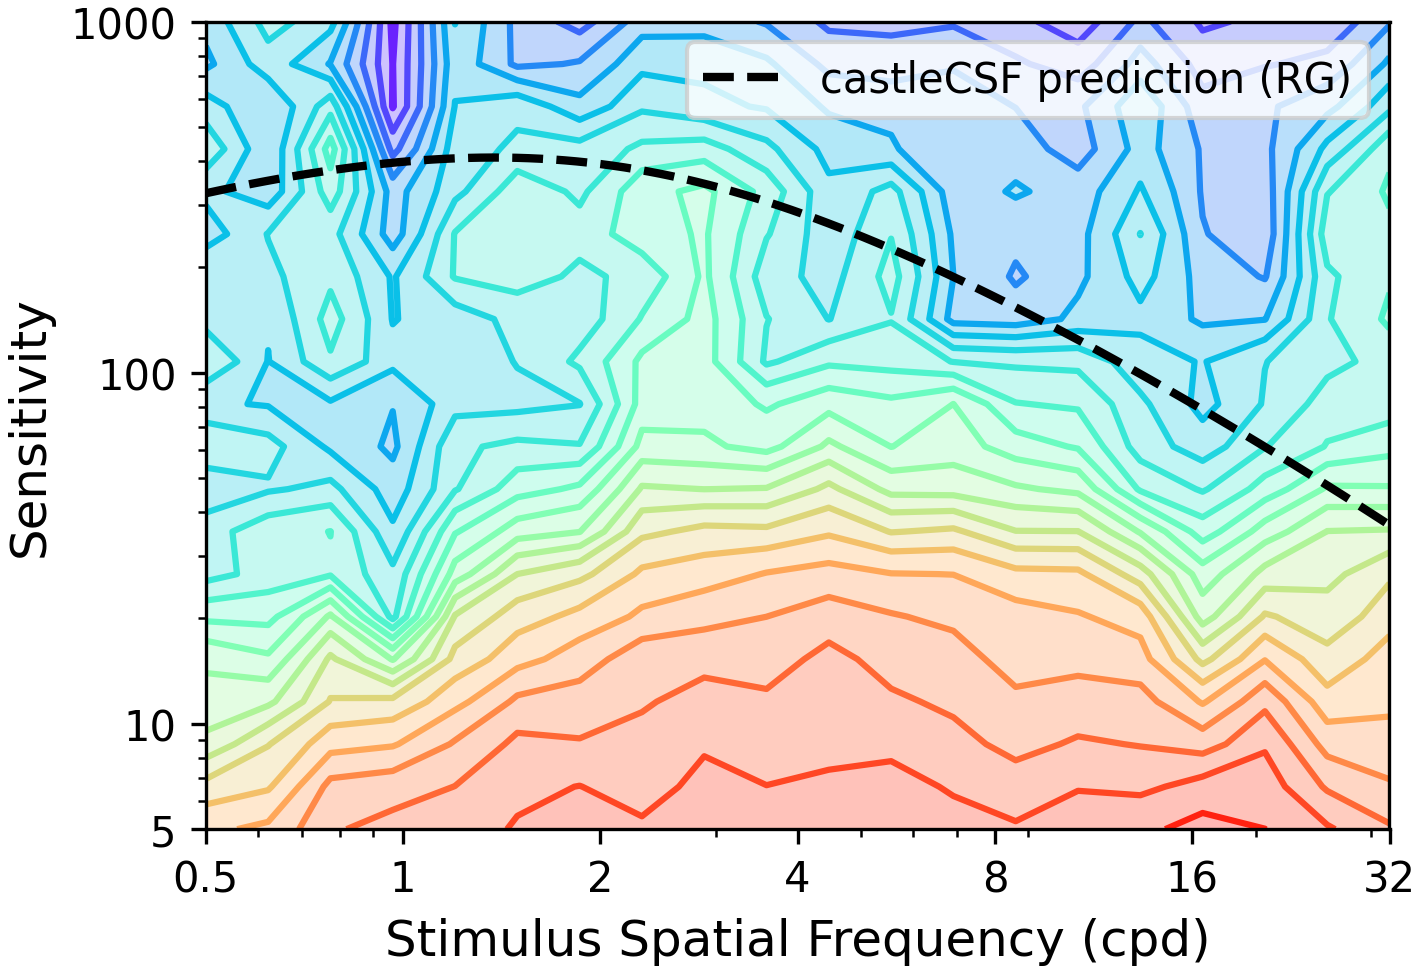 1000
100
10
5
Sensitivity
castleCSF prediction (RG)
0.5 1 2 4 8 16 32
Stimulus Spatial Frequency (cpd)